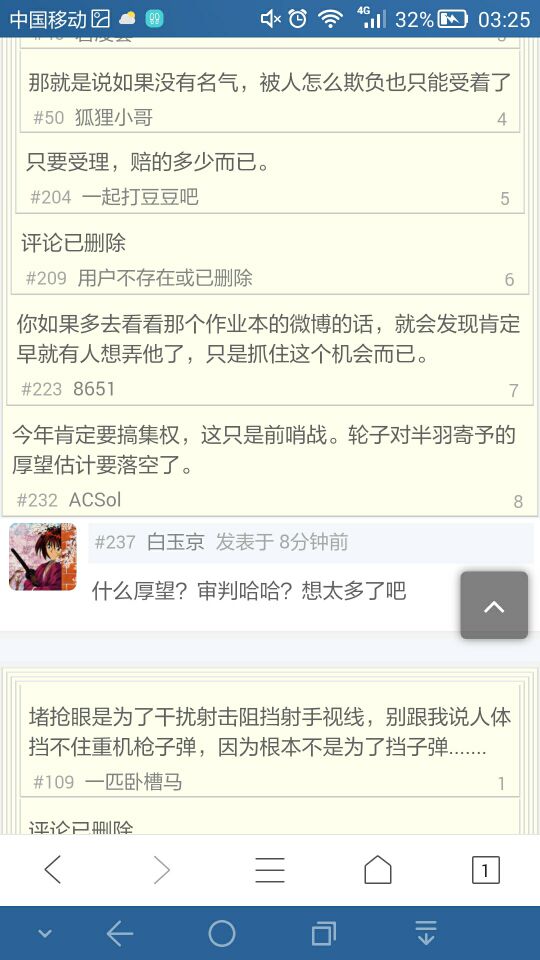 中国移动 4G 32% 03:25
那就是说如果没有名气，被人怎么欺负也只能受着了
#50 狐狸小哥 4
只要受理，赔的多少而已。
#204 一起打豆豆吧 5
评论已删除
#209 用户不存在或已删除 6
你如果多去看看那个作业本的微博的话，就会发现肯定
早就有人想弄他了，只是抓住这个机会而已。
#223 8651 7
今年肯定要搞集权，这只是前哨战。轮子对半羽寄予的
厚望估计要落空了。
#232 ACSol 8
#237 白玉京 发表于 8分钟前
什么厚望？审判哈哈？想太多了吧
堵抢眼是为了干扰射击阻挡射手视线，别跟我说人体
挡不住重机枪子弹，因为根本不是为了挡子弹.......
#109 一匹卧槽马 1
评论已删除
1